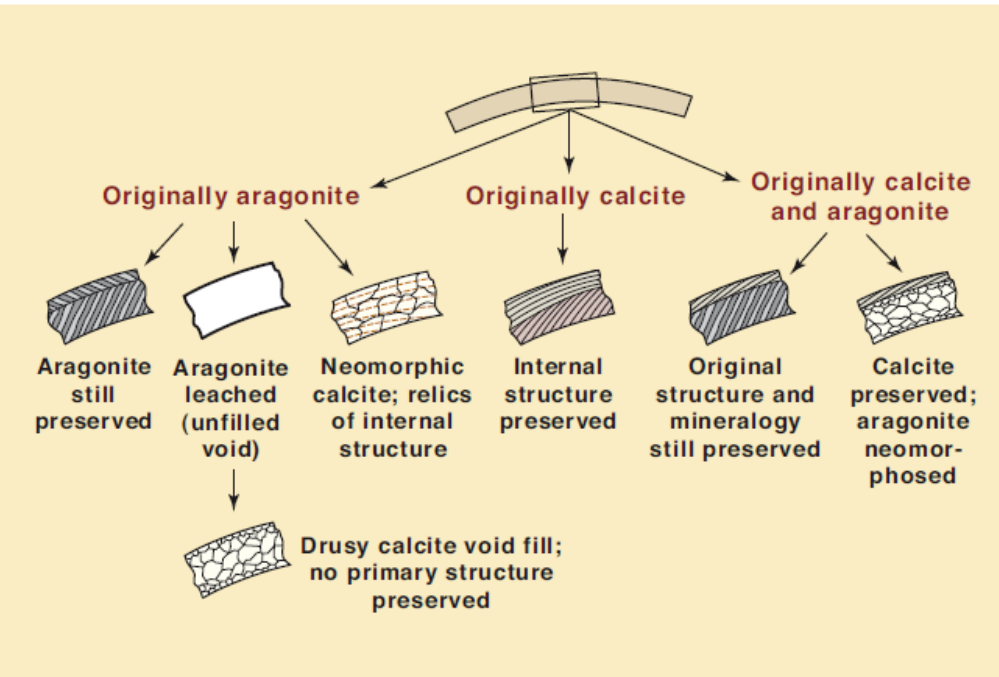 Originally aragonite
Originally calcite
Originally calcite
and aragonite
Aragonite
still
preserved
Aragonite
leached
(unfilled
void)
Neomorphic
calcite; relics
of internal
structure
Internal
structure
preserved
Original
structure and
mineralogy
still preserved
Calcite
preserved;
aragonite
neomor-
phosed
Drusy calcite void fill;
no primary structure
preserved